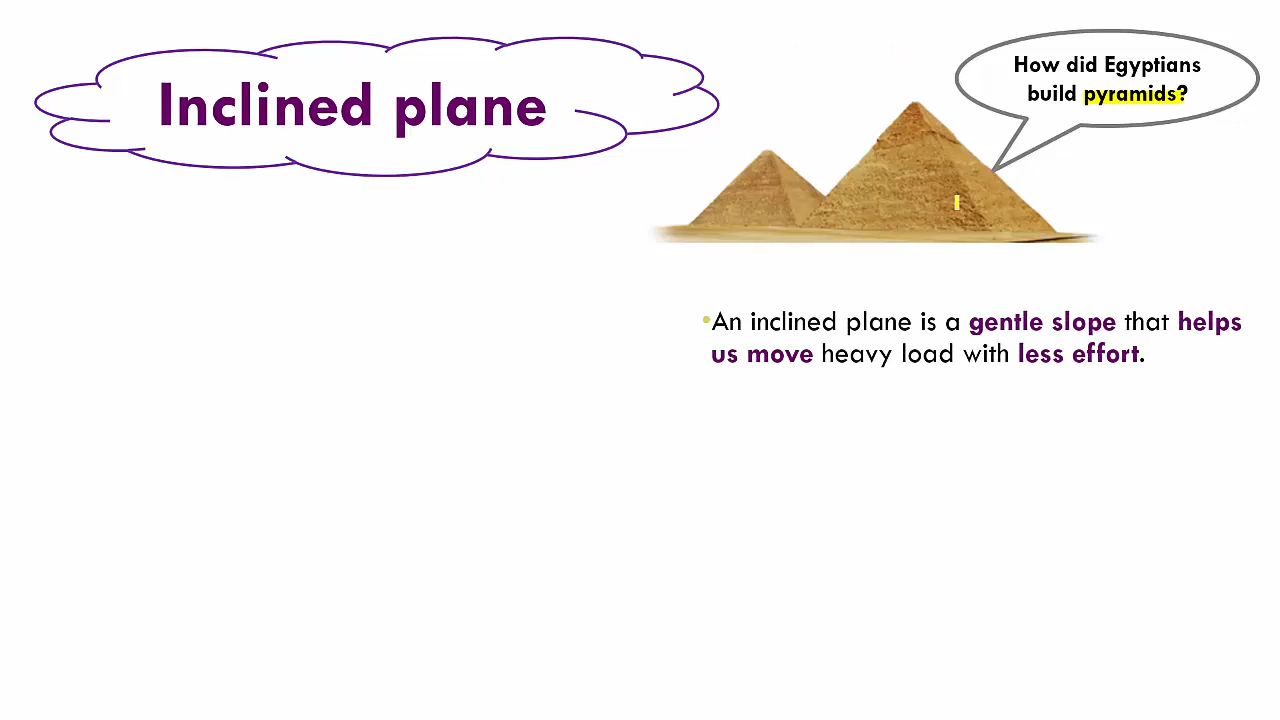 Inclined plane
How did Egyptians
build pyramids?
•An inclined plane is a gentle slope that helps
us move heavy load with less effort.